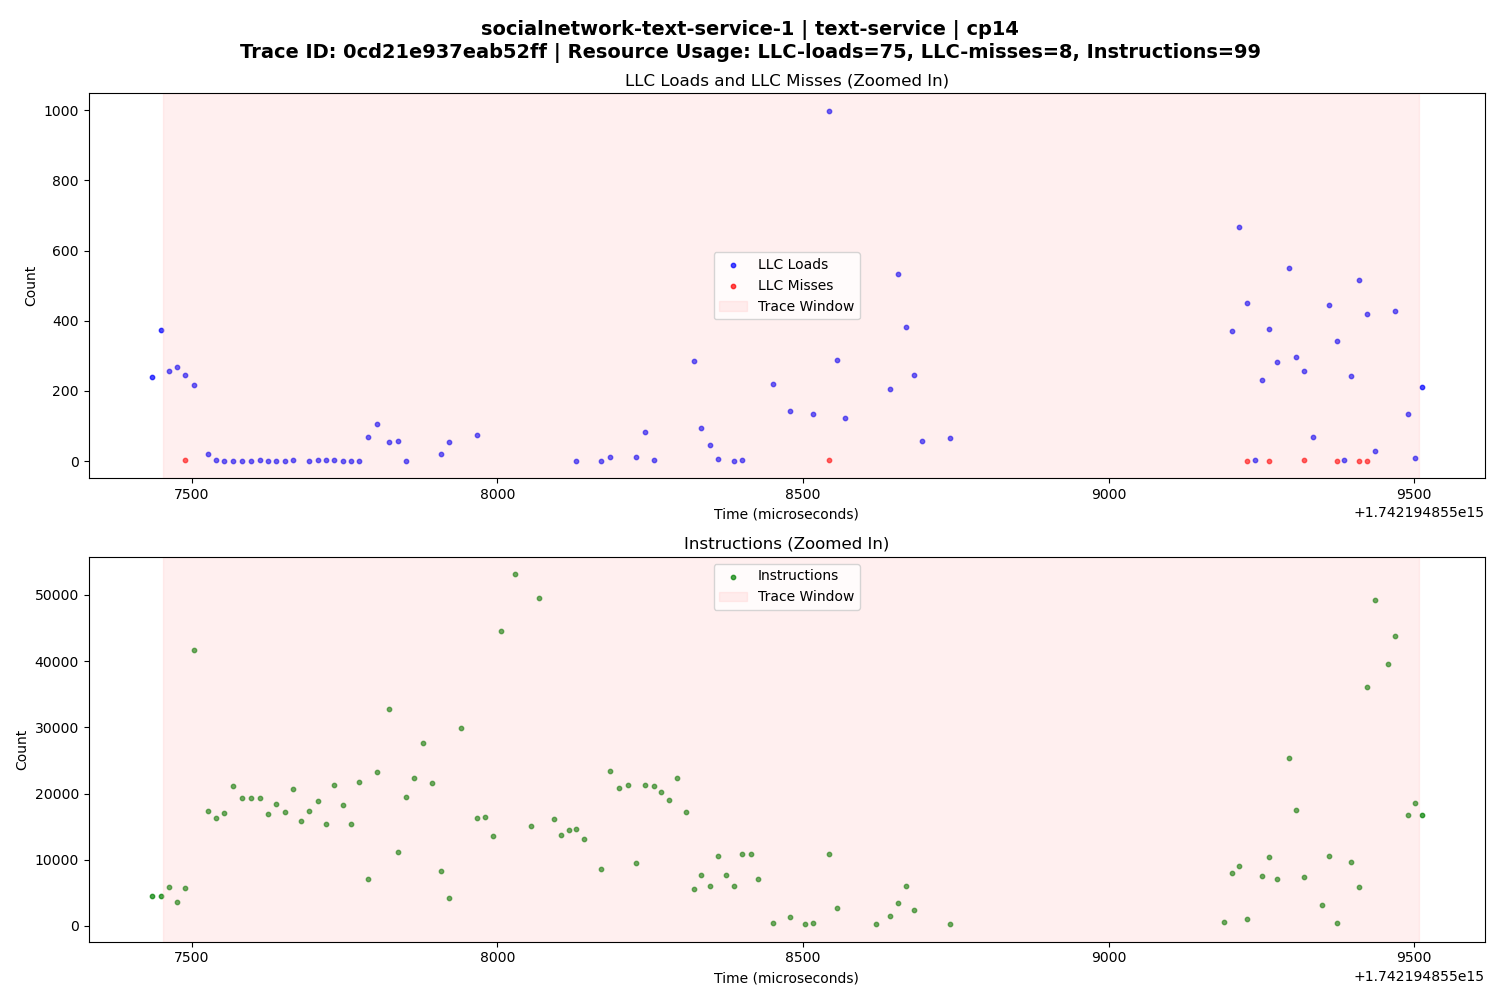 socialnetwork-text-service-1 | text-service | cp14
Trace ID: 0cd21e937eab52ff | Resource Usage: LLC-loads=75, LLC-misses=8, Instructions=99
LLC Loads and LLC Misses (Zoomed In)
1000
800
600
400
200
0
Count
LLC Loads
LLC Misses
Trace Window
7500
8000
8500
9000
9500
Time (microseconds)
+1.742194855e15
Instructions (Zoomed In)
50000
40000
30000
20000
10000
0
Count
Instructions
Trace Window
7500
8000
8500
9000
9500
Time (microseconds)
+1.742194855e15